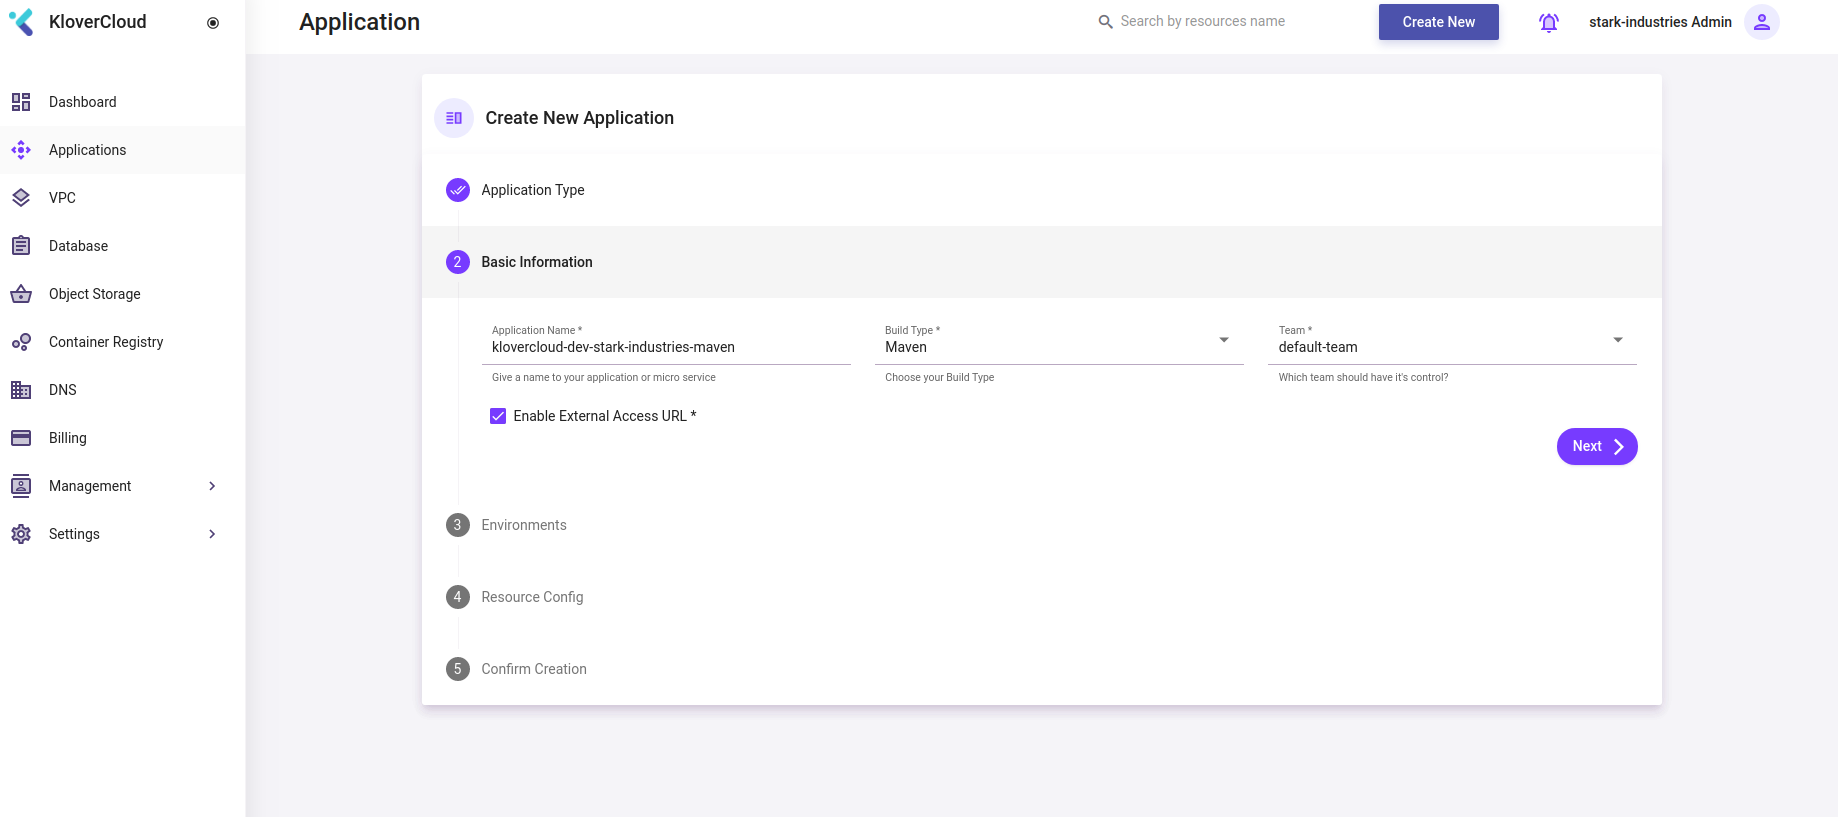 KloverCloud
Application
Search by resources name
Create New
stark-industries Admin
Dashboard
Applications
VPC
Database
Object Storage
Container Registry
DNS
Billing
Management
Settings
Create New Application
Application Type
2 Basic Information
Application Name *
klovercloud-dev-stark-industries-maven
Give a name to your application or micro service
Build Type *
Maven
Choose your Build Type
Team *
default-team
Which team should have it's control?
Enable External Access URL *
Next
3 Environments
4 Resource Config
5 Confirm Creation